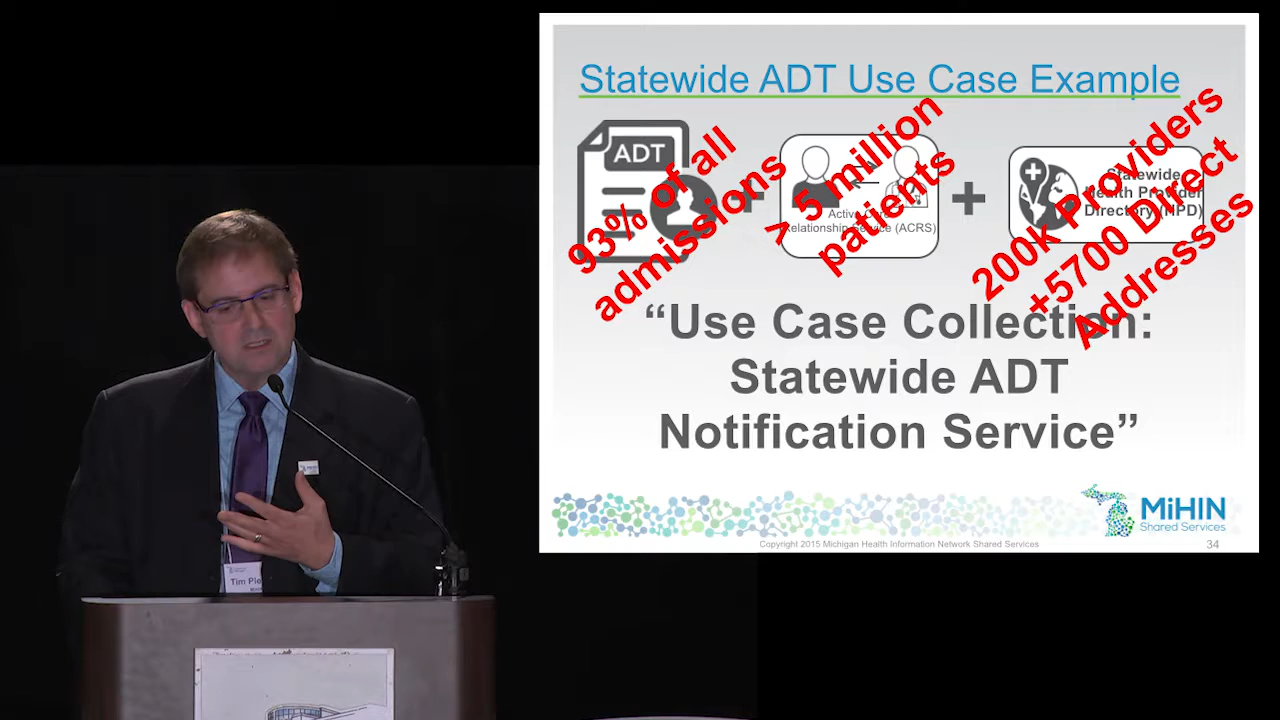 Statewide ADT Use Case Example
ADT
93% of all
admissions
Active Care
Relationship Service (ACRS)
> 5 million
patients
Statewide
Health Provider
Directory (HPD)
200k Providers
+5700 Direct
Addresses
“Use Case Collection:
Statewide ADT
Notification Service”
MiHIN
Shared Services
Copyright 2015 Michigan Health Information Network Shared Services
34
Tim Pie